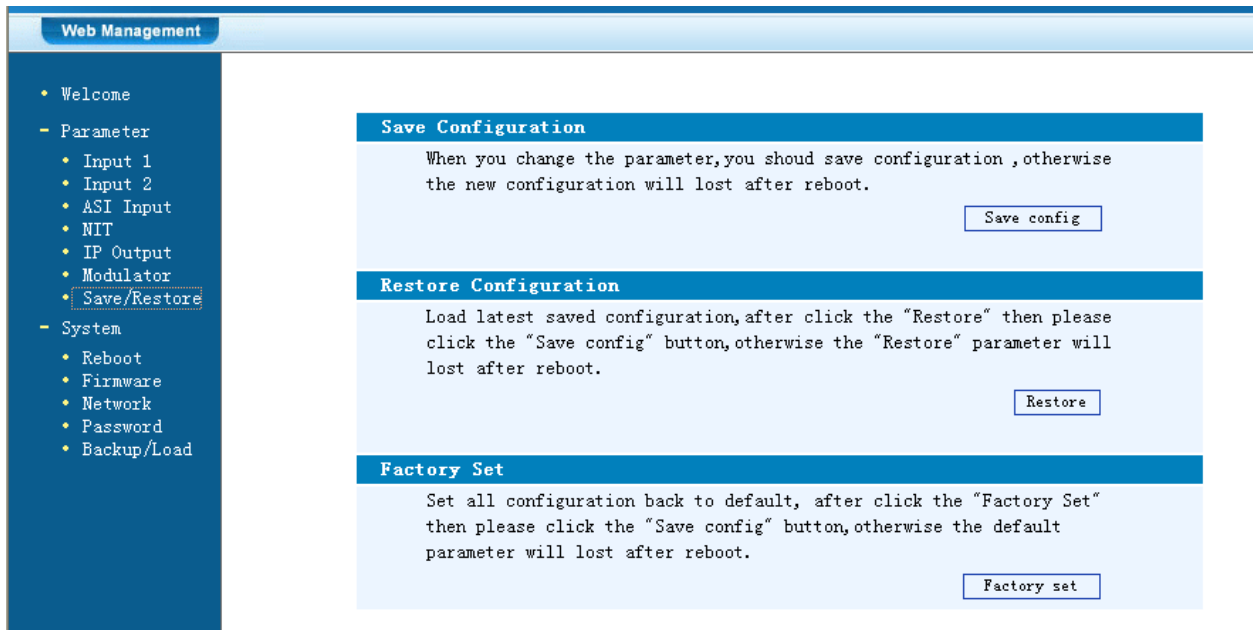 Web Management
Welcome
Parameter
Input 1
Input 2
ASI Input
NIT
IP Output
Modulator
Save/Restore
System
Reboot
Firmware
Network
Password
Backup/Load
Save Configuration
When you change the parameter,you shoud save configuration ,otherwise
the new configuration will lost after reboot.
Save config
Restore Configuration
Load latest saved configuration,after click the "Restore" then please
click the "Save config" button,otherwise the "Restore" parameter will
lost after reboot.
Restore
Factory Set
Set all configuration back to default, after click the "Factory Set"
then please click the "Save config" button,otherwise the default
parameter will lost after reboot.
Factory set